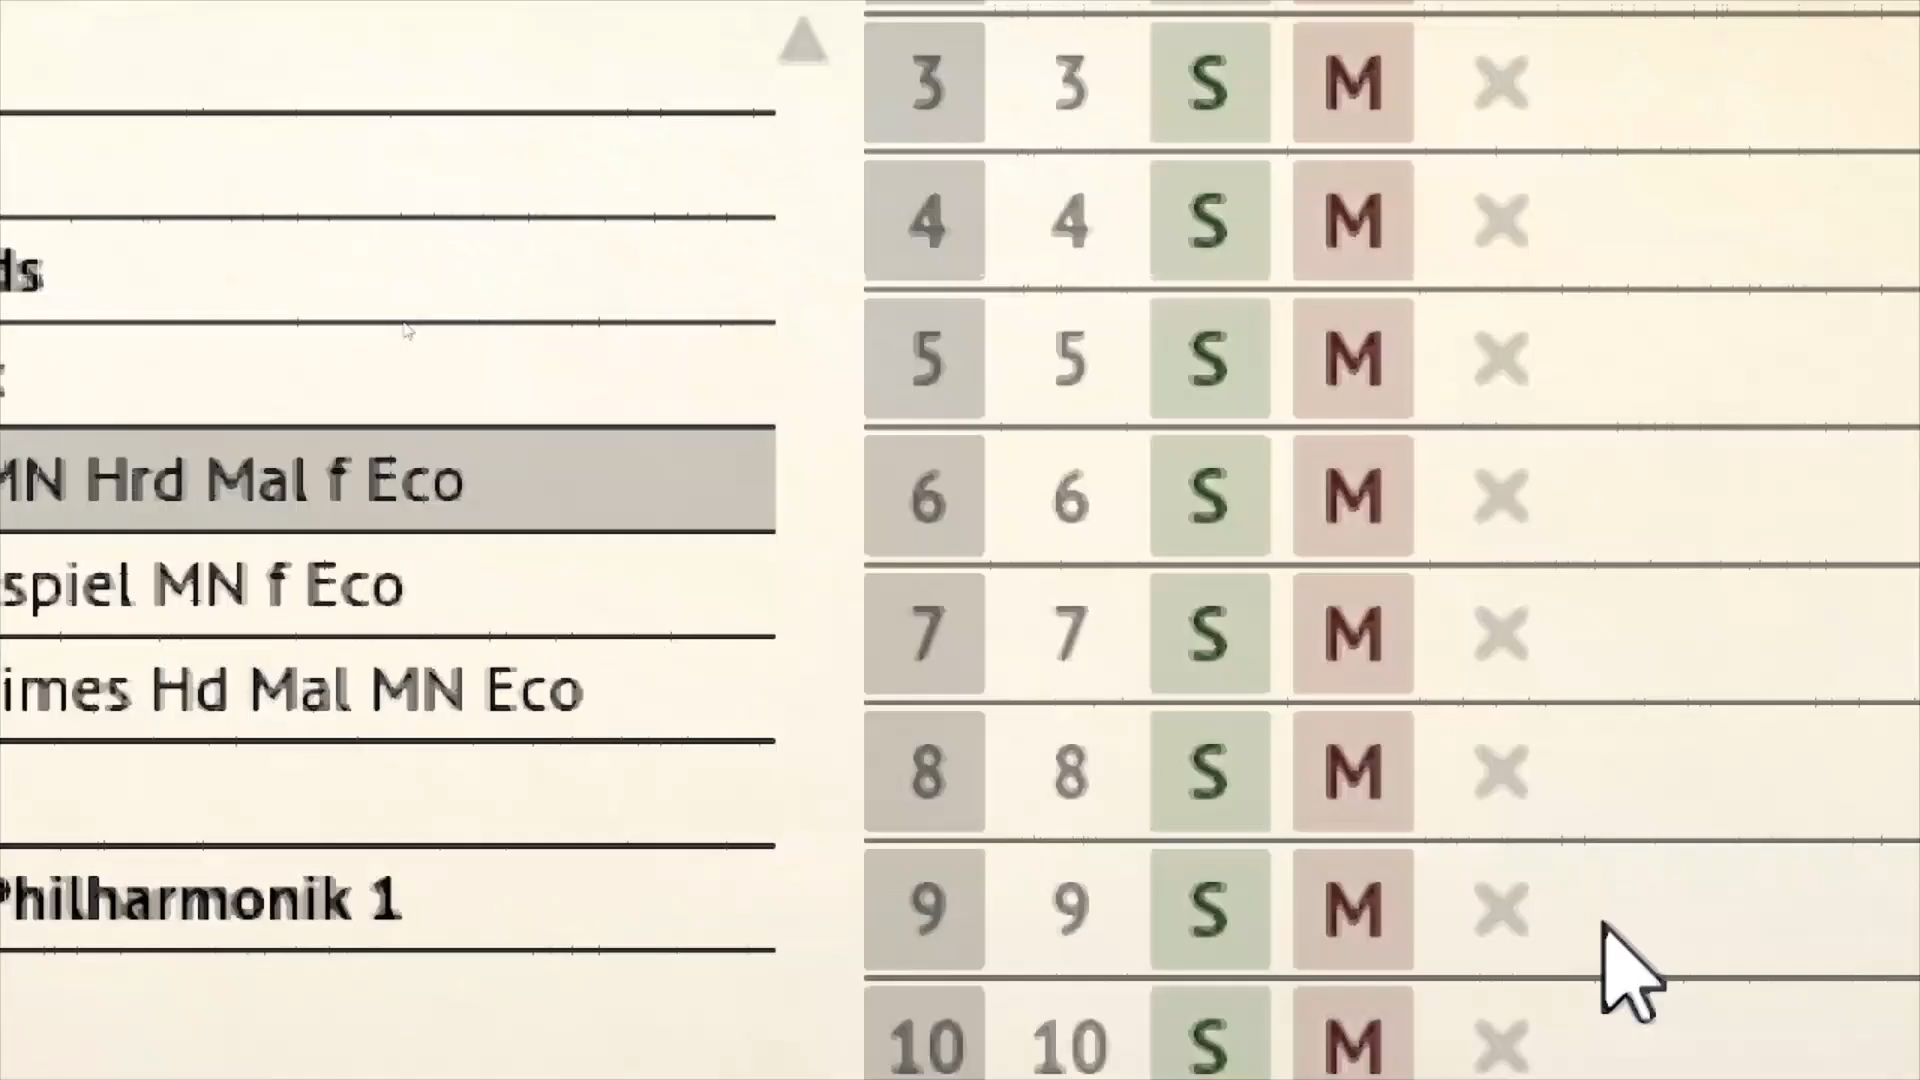 ds
MN Hrd Mal f Eco
spiel MN f Eco
imes Hd Mal MN Eco
Philharmonik 1
3 3 S M
4 4 S M
5 5 S M
6 6 S M
7 7 S M
8 8 S M
9 9 S M
10 10 S M